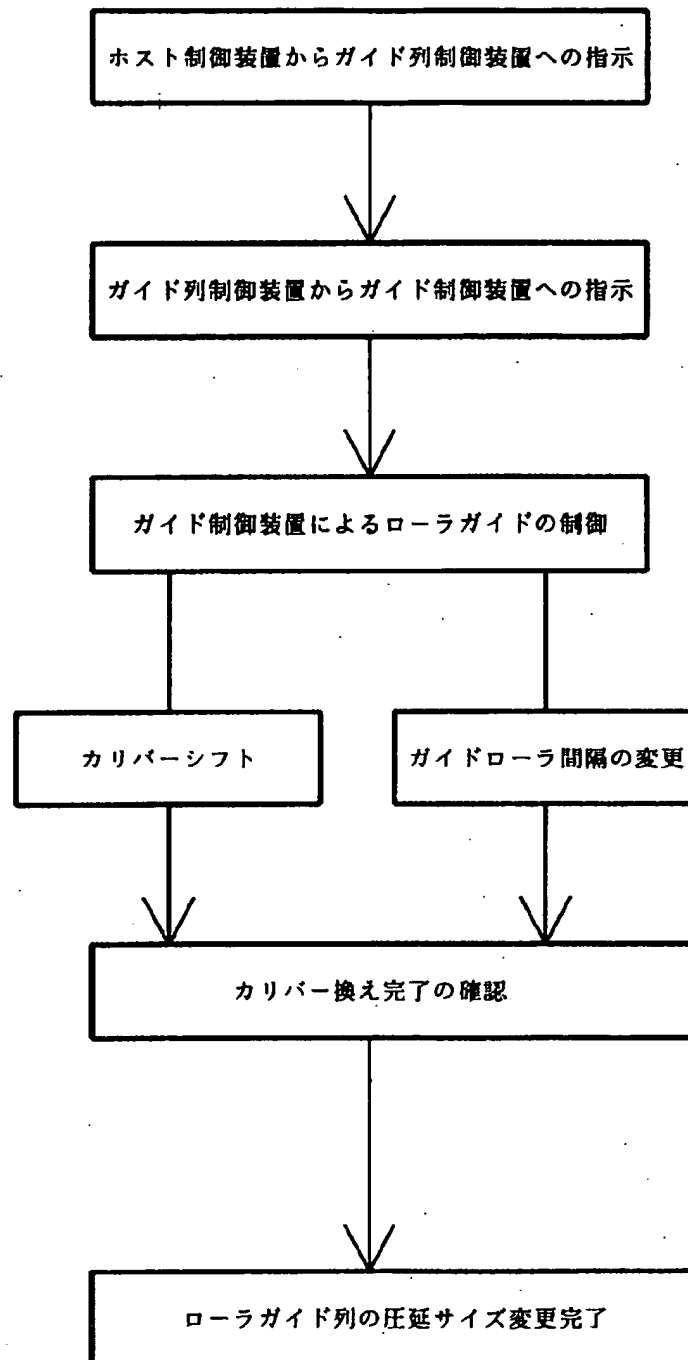 ホスト制御装置からガイド列制御装置への指示
ガイド列制御装置からガイド制御装置への指示
ガイド制御装置によるローラガイドの制御
カリバーシフト
ガイドローラ間隔の変更
カリバー換え完了の確認
ローラガイド列の圧延サイズ変更完了